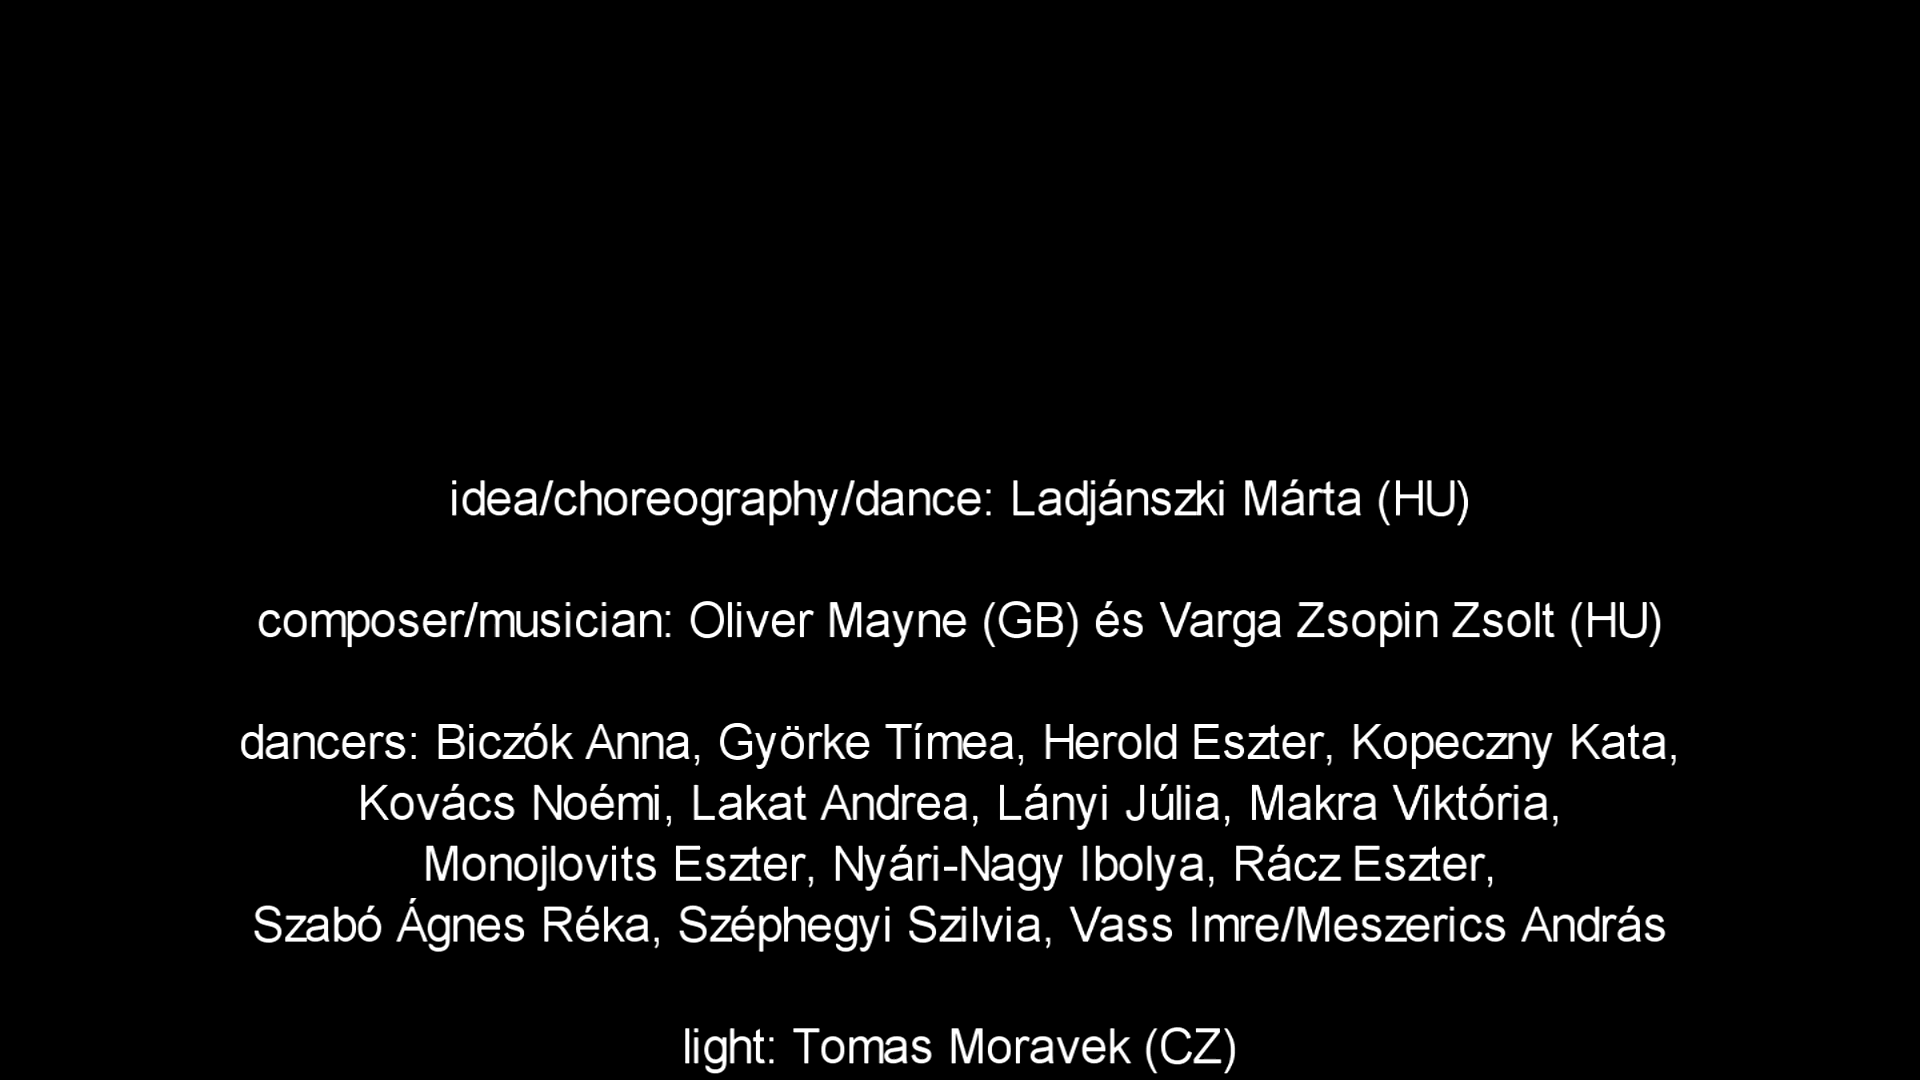 idea/choreography/dance: Ladjánszki Márta (HU)
composer/musician: Oliver Mayne (GB) és Varga Zsopin Zsolt (HU)
dancers: Biczók Anna, Györke Tímea, Herold Eszter, Kopeczny Kata,
Kovács Noémi, Lakat Andrea, Lányi Júlia, Makra Viktória,
Monojlovits Eszter, Nyári-Nagy Ibolya, Rácz Eszter,
Szabó Ágnes Réka, Széphegyi Szilvia, Vass Imre/Meszerics András
light: Tomas Moravek (CZ)